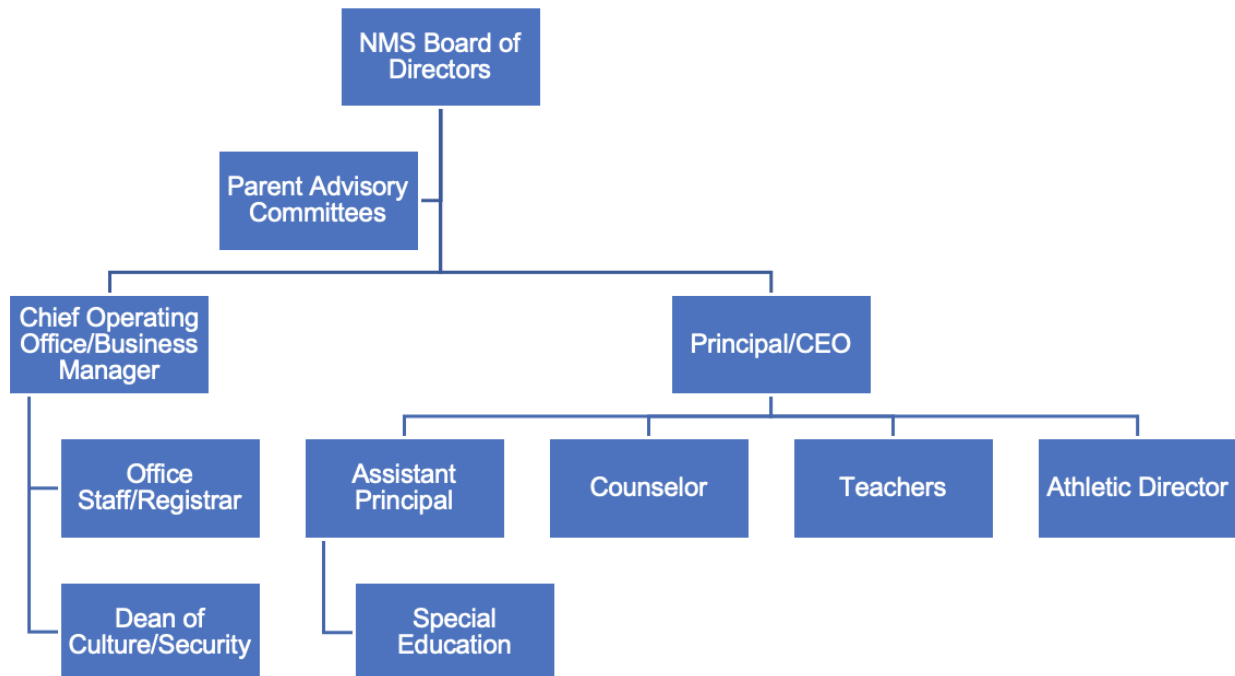 NMS Board of
Directors
Parent Advisory
Committees
Chief Operating
Office/Business
Manager
Principal/CEO
Office
Staff/Registrar
Assistant
Principal
Counselor
Teachers
Athletic Director
Dean of
Culture/Security
Special
Education